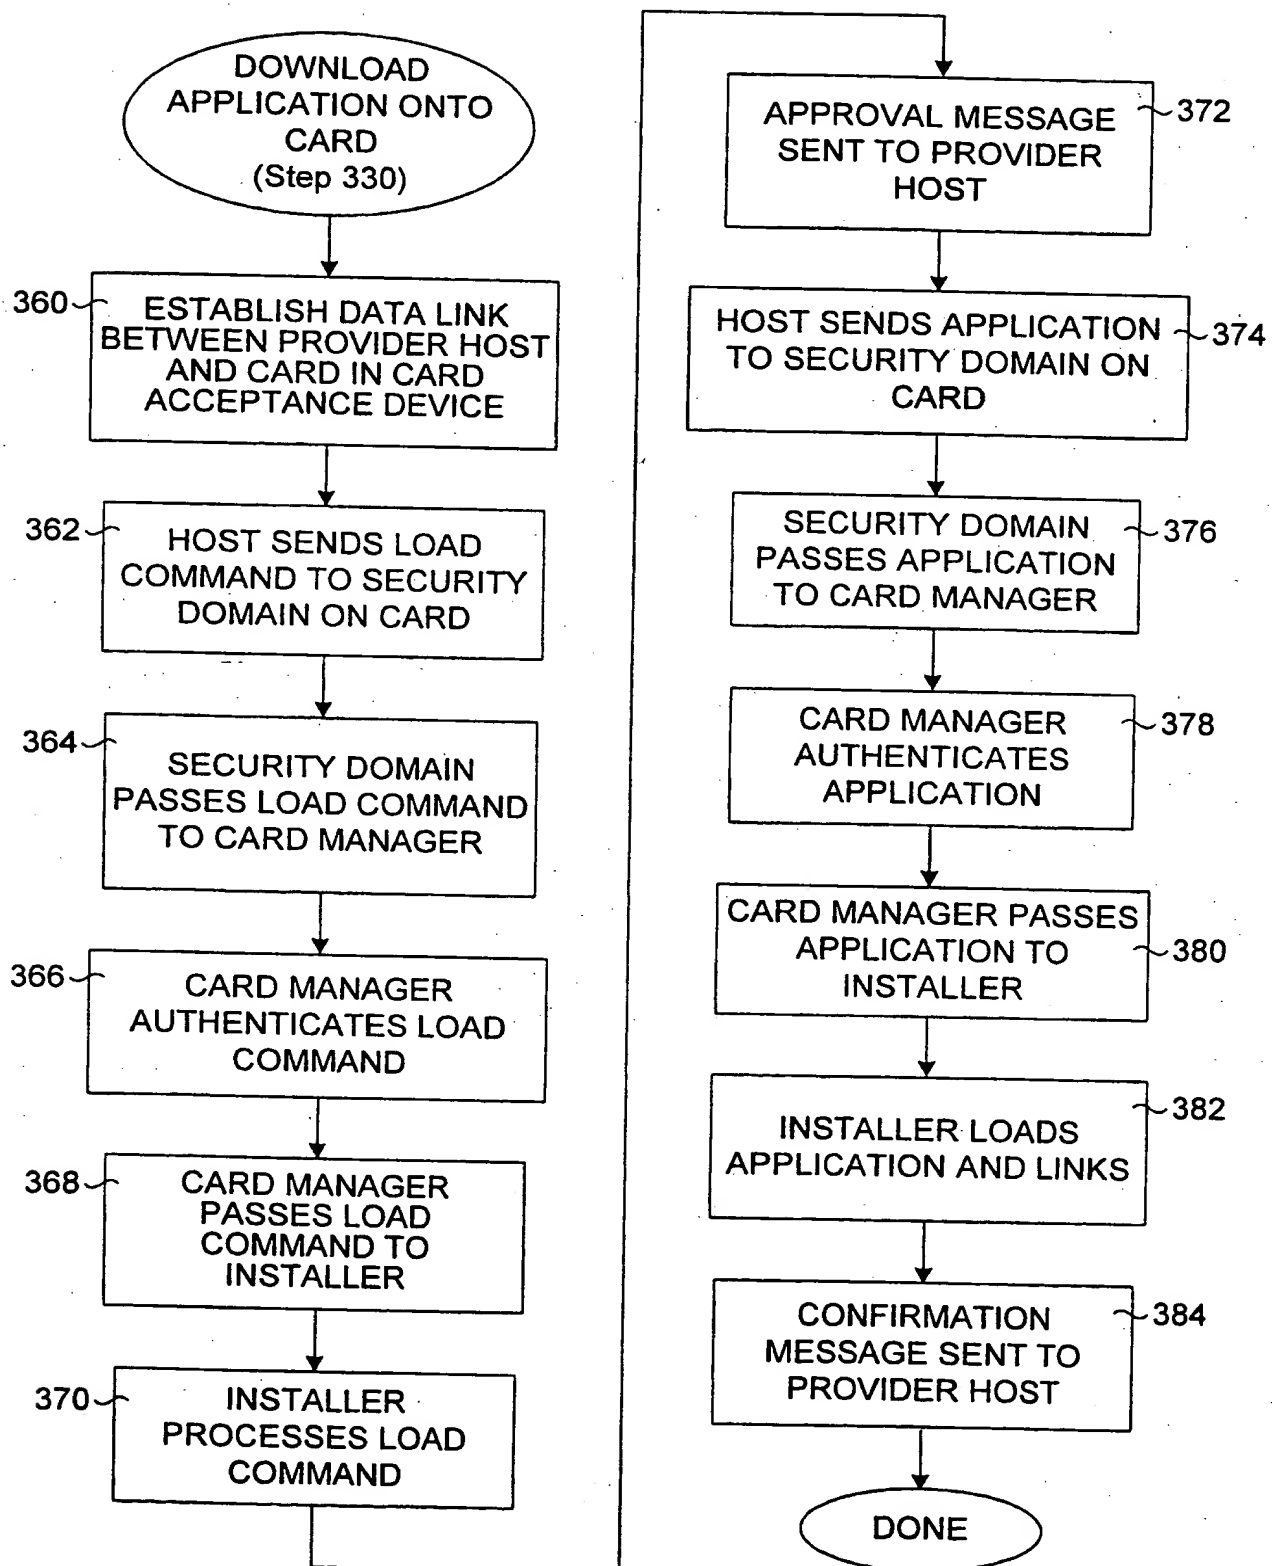 DOWNLOAD
APPLICATION ONTO
CARD
(Step 330)
360
ESTABLISH DATA LINK
BETWEEN PROVIDER HOST
AND CARD IN CARD
ACCEPTANCE DEVICE
362
HOST SENDS LOAD
COMMAND TO SECURITY
DOMAIN ON CARD
364
SECURITY DOMAIN
PASSES LOAD COMMAND
TO CARD MANAGER
366
CARD MANAGER
AUTHENTICATES LOAD
COMMAND
368
CARD MANAGER
PASSES LOAD
COMMAND TO
INSTALLER
370
INSTALLER
PROCESSES LOAD
COMMAND
APPROVAL MESSAGE
SENT TO PROVIDER
HOST
372
HOST SENDS APPLICATION
TO SECURITY DOMAIN ON
CARD
374
SECURITY DOMAIN
PASSES APPLICATION
TO CARD MANAGER
376
CARD MANAGER
AUTHENTICATES
APPLICATION
378
CARD MANAGER PASSES
APPLICATION TO
INSTALLER
380
INSTALLER LOADS
APPLICATION AND LINKS
382
CONFIRMATION
MESSAGE SENT TO
PROVIDER HOST
384
DONE